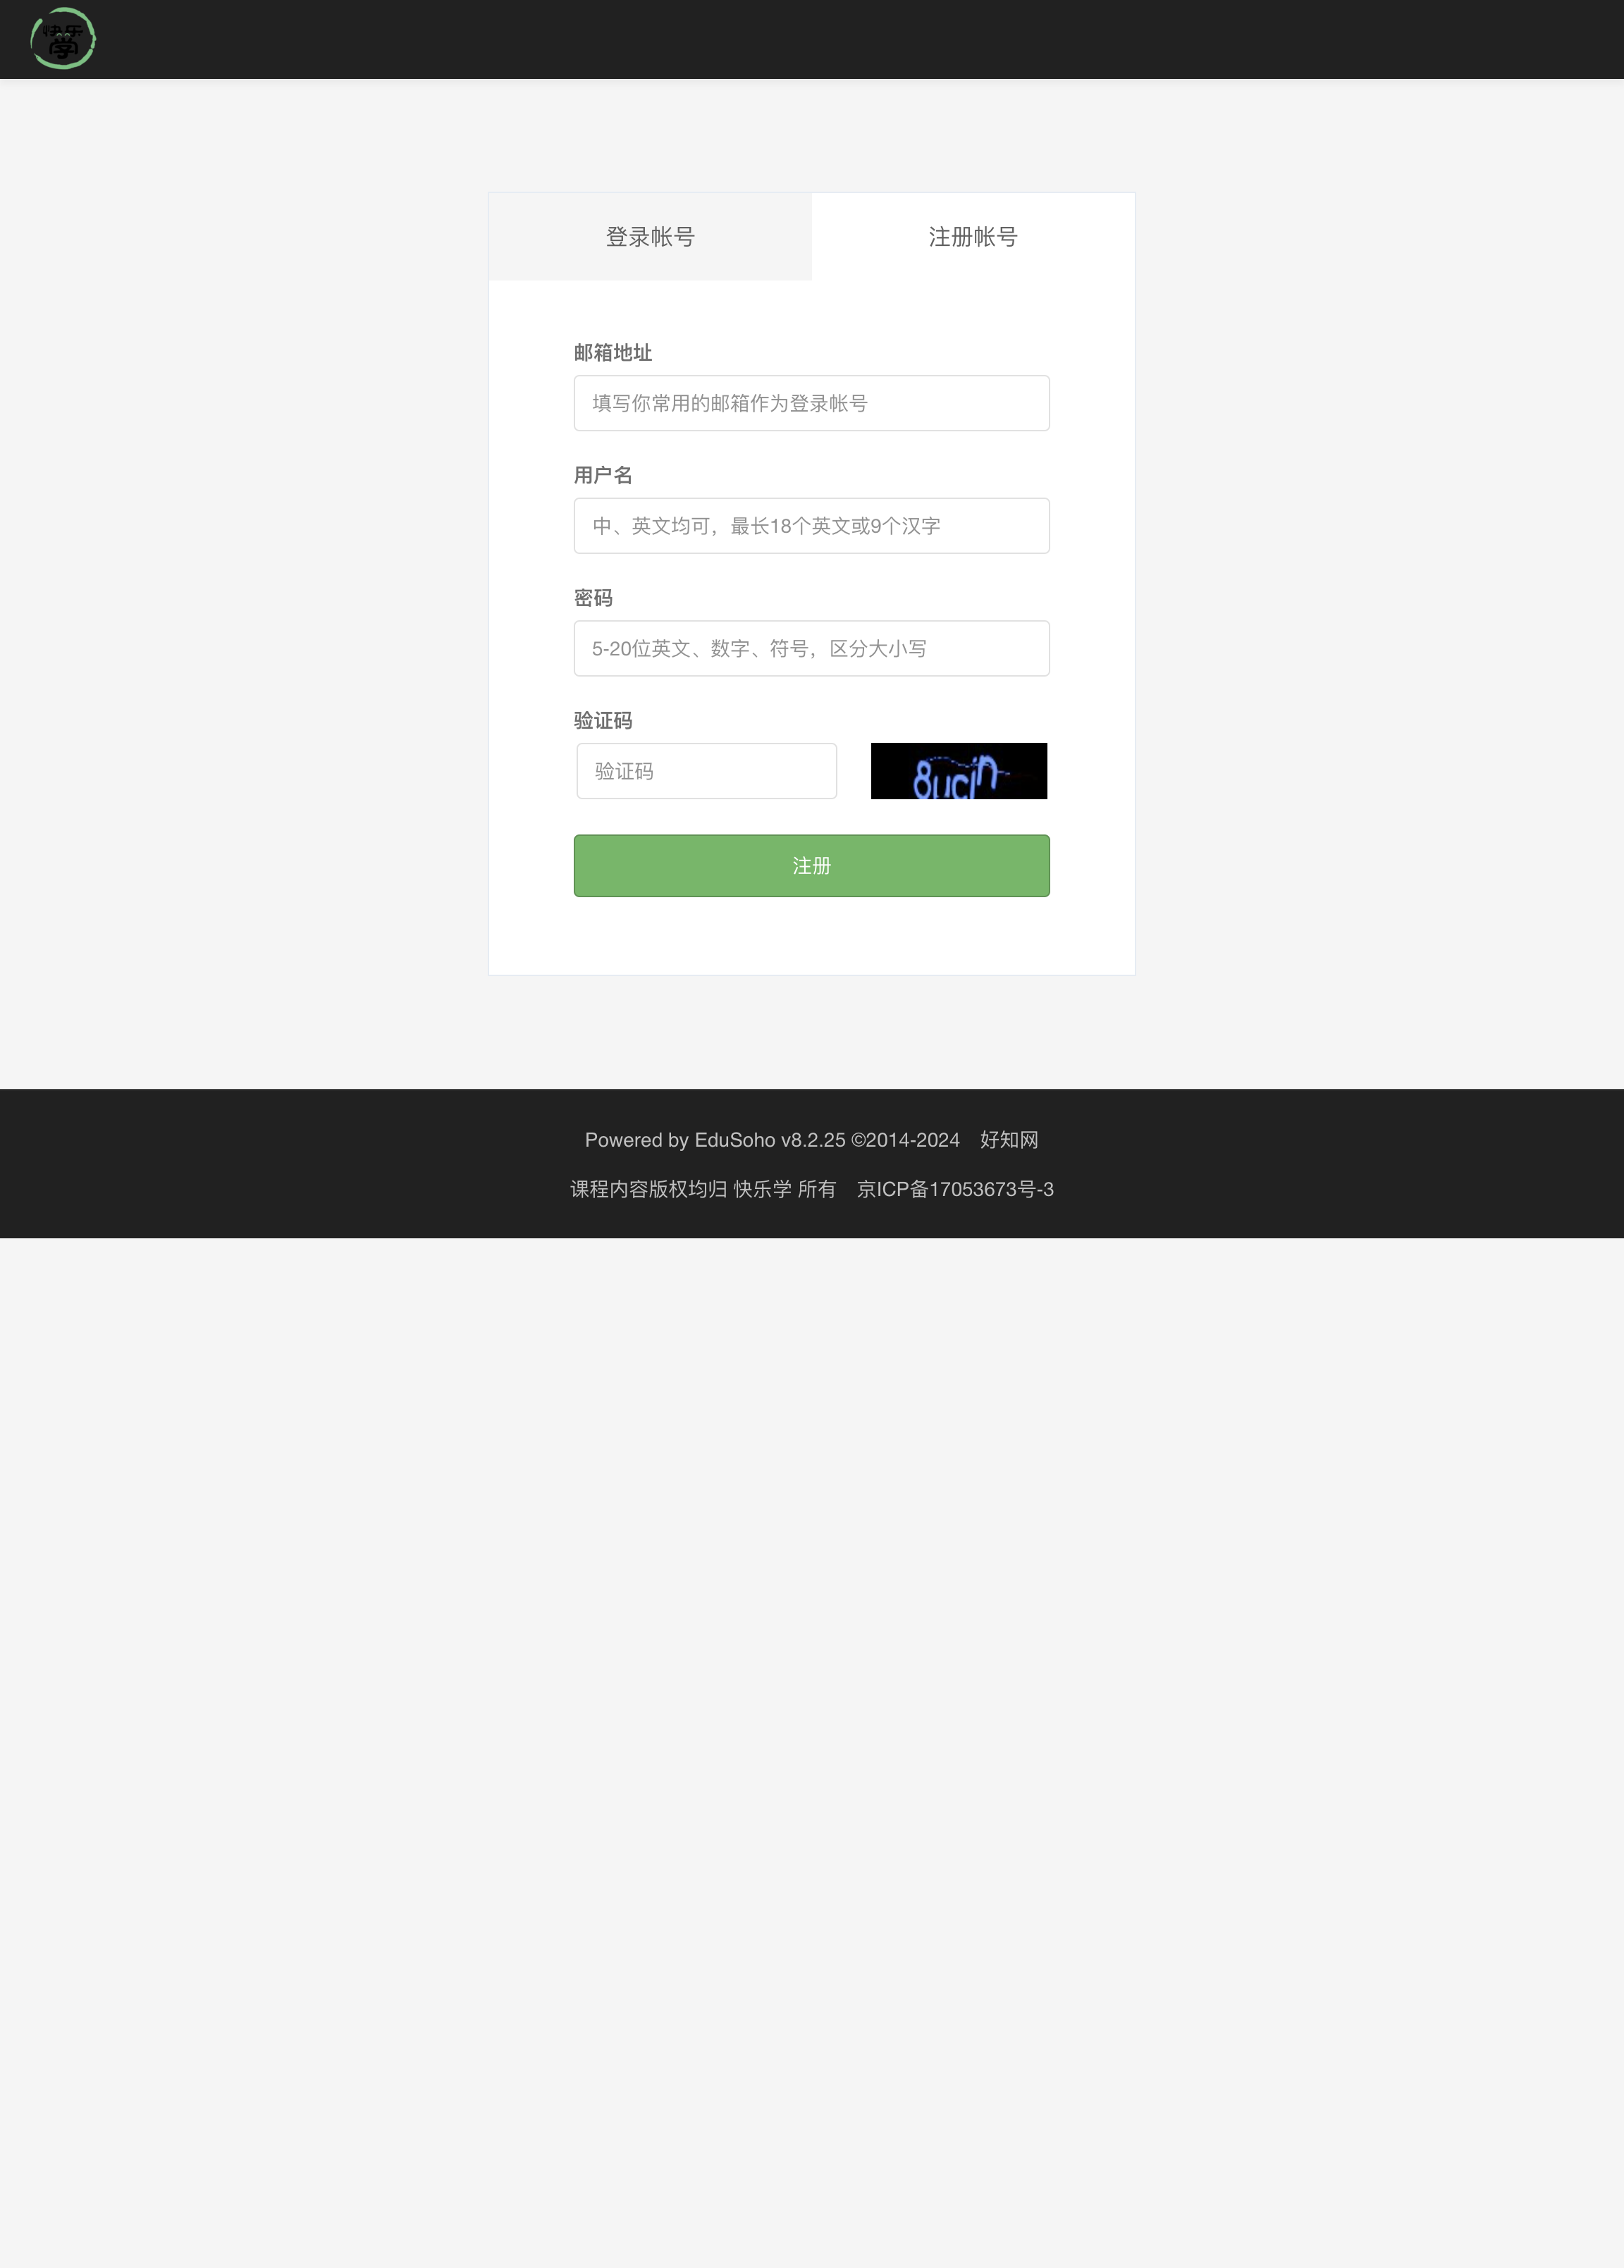 快乐
学
登录帐号
注册帐号
邮箱地址
填写你常用的邮箱作为登录帐号
用户名
中、英文均可，最长18个英文或9个汉字
密码
5-20位英文、数字、符号，区分大小写
验证码
验证码
注册
Powered by EduSoho v8.2.25 ©2014-2024 好知网
课程内容版权均归 快乐学 所有 京ICP备17053673号-3